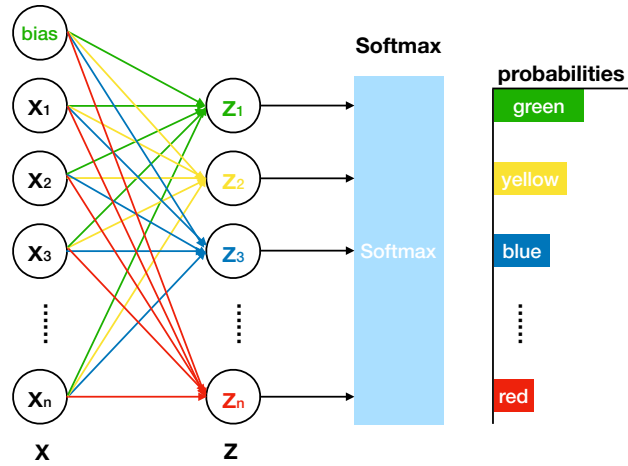 bias
Softmax
probabilities
X1
Z1
green
X2
Z2
yellow
X3
Z3
Softmax
blue
......
......
......
Xn
Zn
red
X
Z